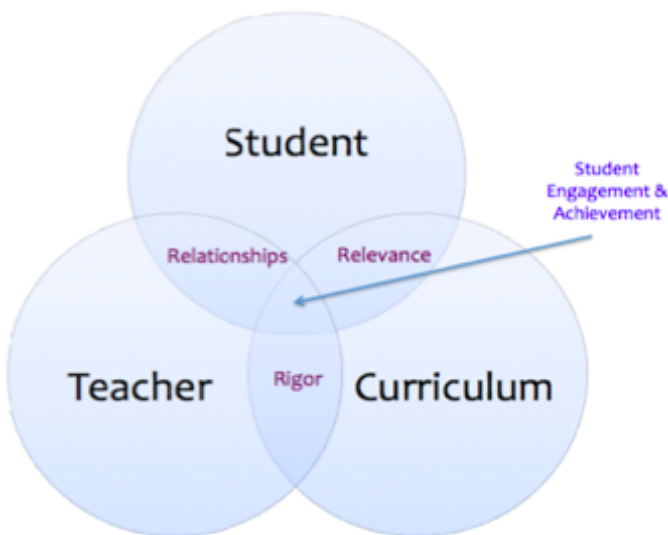 Student
Student
Engagement &
Achievement
Relationships
Relevance
Teacher
Rigor
Curriculum